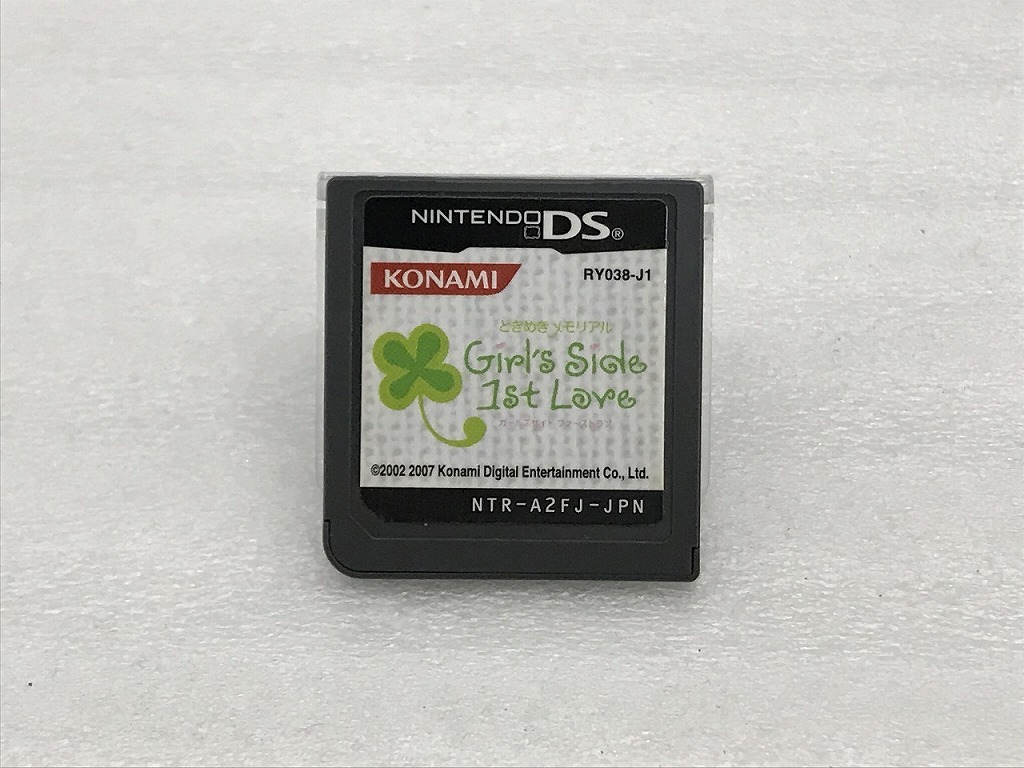 NINTENDO DS®
KONAMI
RY038-J1
ときめきメモリアル
Girl's Side
1st Love
ガールズサイド ファーストラブ
©2002 2007 Konami Digital Entertainment Co., Ltd.
NTR-A2FJ-JPN